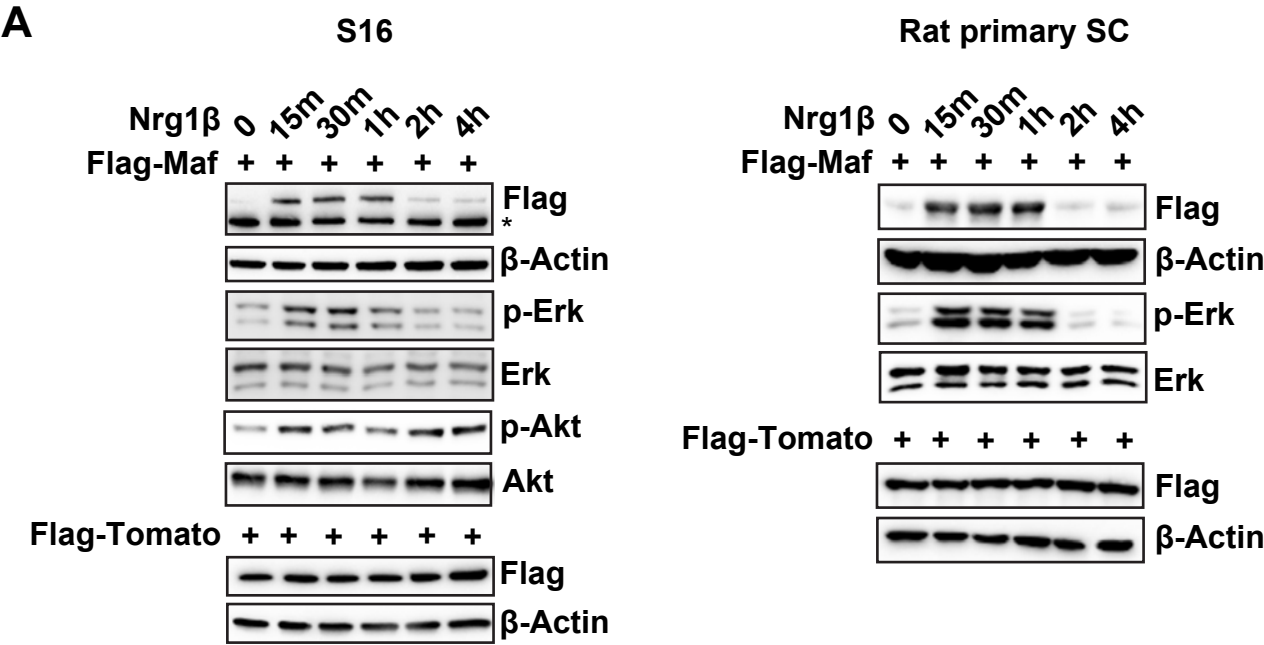 A
S16
Nrg1β 0 15m 30m 1h 2h 4h
Flag-Maf + + + + + +
Flag
*
β-Actin
p-Erk
Erk
p-Akt
Akt
Flag-Tomato + + + + + +
Flag
β-Actin
Rat primary SC
Nrg1β 0 15m 30m 1h 2h 4h
Flag-Maf + + + + + +
Flag
β-Actin
p-Erk
Erk
Flag-Tomato + + + + + +
Flag
β-Actin